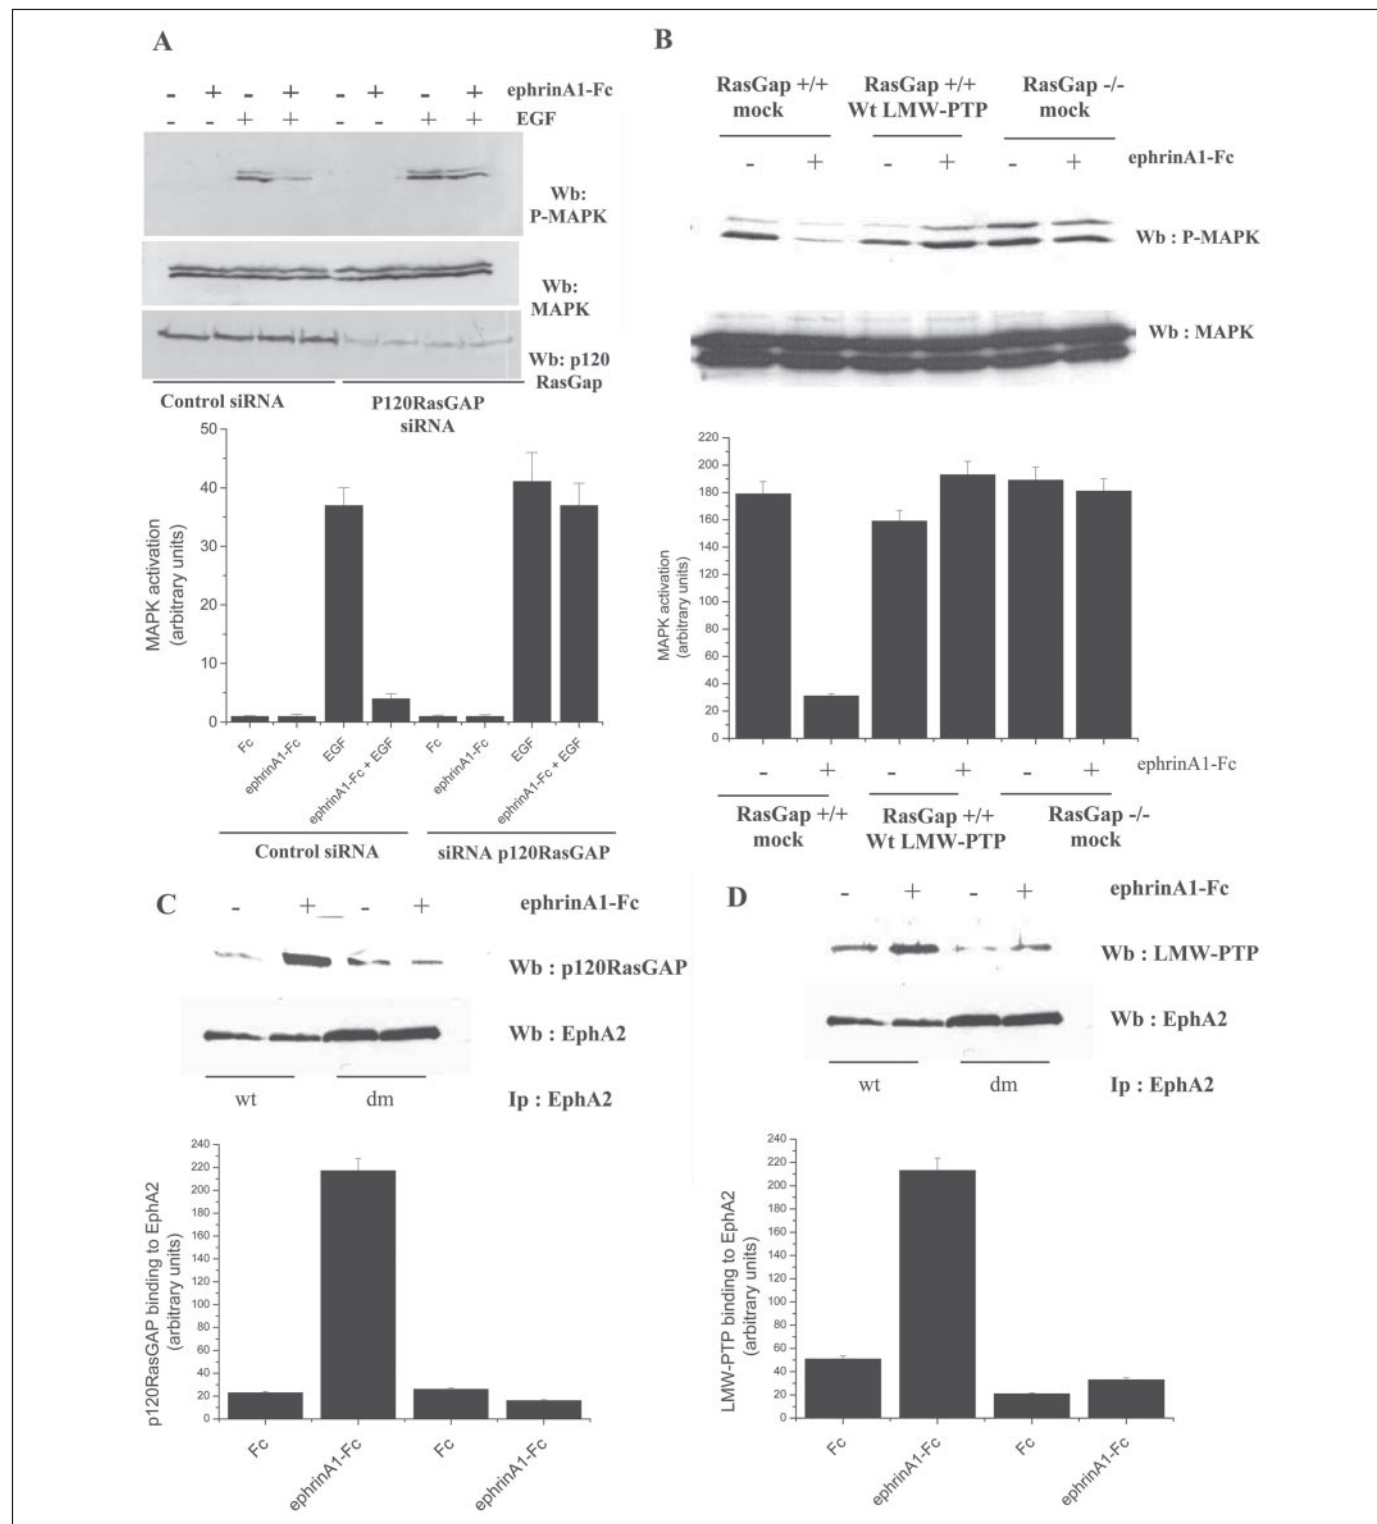 A
- + - + - + - + ephrinA1-Fc
- - + + - - + + EGF
Wb:
P-MAPK
Wb:
MAPK
Wb: p120
RasGap
Control siRNA
P120RasGAP
siRNA
50
40
30
20
10
0
MAPK activation
(arbitrary units)
Fc
ephrinA1-Fc
EGF
ephrinA1-Fc + EGF
Fc
ephrinA1-Fc
EGF
ephrinA1-Fc + EGF
Control siRNA
siRNA p120RasGAP
B
RasGap +/+
mock
RasGap +/+
Wt LMW-PTP
RasGap -/-
mock
- + - + - + ephrinA1-Fc
Wb : P-MAPK
Wb : MAPK
220
200
180
160
140
120
100
80
60
40
20
0
MAPK activation
(arbitrary units)
- + - + - + ephrinA1-Fc
RasGap +/+
mock
RasGap +/+
Wt LMW-PTP
RasGap -/-
mock
C
- + - + ephrinA1-Fc
Wb : p120RasGAP
Wb : EphA2
wt
dm
Ip : EphA2
240
220
200
180
160
140
120
100
80
60
40
20
0
p120RasGAP binding to EphA2
(arbitrary units)
Fc
ephrinA1-Fc
Fc
ephrinA1-Fc
D
- + - + ephrinA1-Fc
Wb : LMW-PTP
Wb : EphA2
wt
dm
Ip : EphA2
240
220
200
180
160
140
120
100
80
60
40
20
0
LMW-PTP binding to EphA2
(arbitrary units)
Fc
ephrinA1-Fc
Fc
ephrinA1-Fc